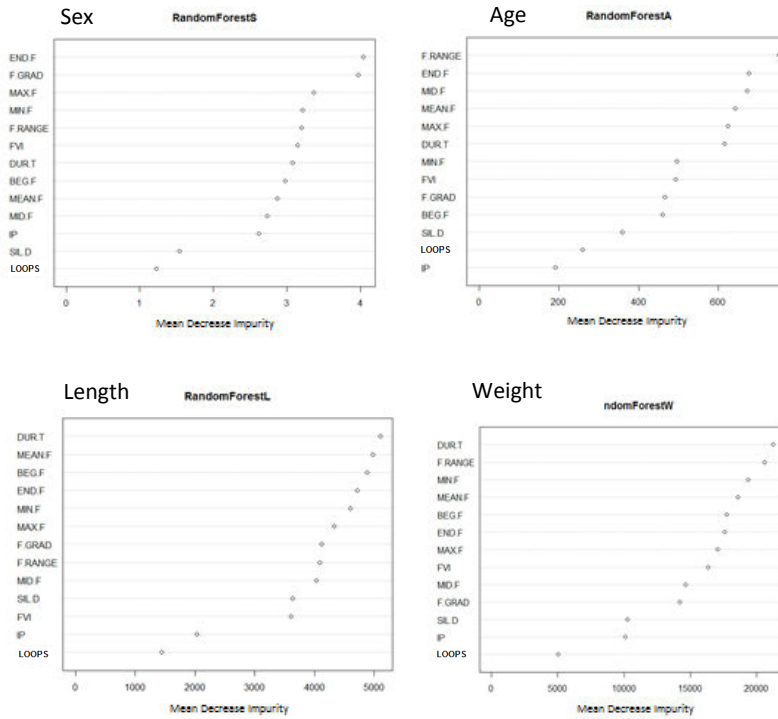 Sex
RandomForestS
END.F
F.GRAD
MAX.F
MIN.F
F.RANGE
FVI
DUR.T
BEG.F
MEAN.F
MID.F
IP
SIL.D
LOOPS
0 1 2 3 4
Mean Decrease Impurity
Age
RandomForestA
F.RANGE
END.F
MID.F
MEAN.F
MAX.F
DUR.T
MIN.F
FVI
F.GRAD
BEG.F
SIL.D
LOOPS
IP
0 200 400 600
Mean Decrease Impurity
Length
RandomForestL
DUR.T
MEAN.F
BEG.F
END.F
MIN.F
MAX.F
F.GRAD
F.RANGE
MID.F
SIL.D
FVI
IP
LOOPS
0 1000 2000 3000 4000 5000
Mean Decrease Impurity
Weight
ndomForestW
DUR.T
F.RANGE
MIN.F
MEAN.F
BEG.F
END.F
MAX.F
FVI
MID.F
F.GRAD
SIL.D
IP
LOOPS
0 5000 10000 15000 20000
Mean Decrease Impurity